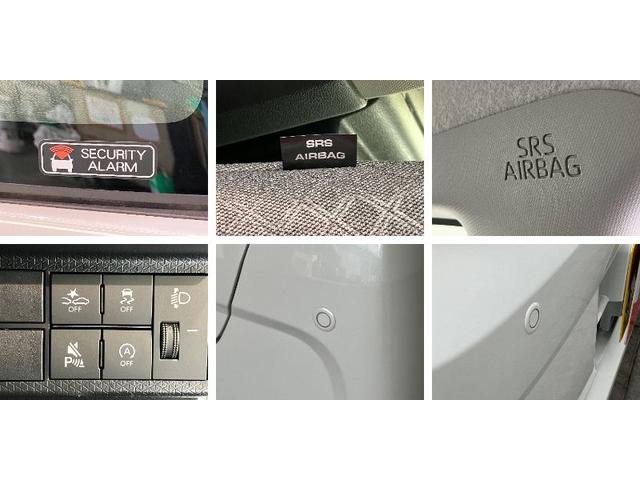 SECURITY
ALARM
SRS
AIRBAG
SRS
AIRBAG
OFF
OFF
P
A
OFF